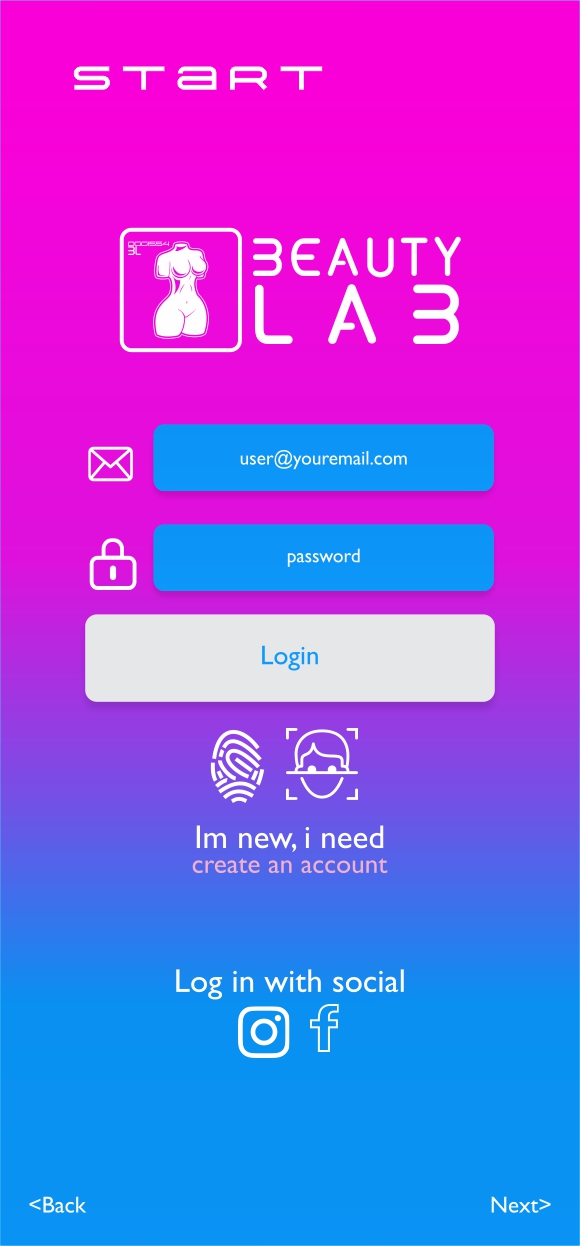 START
BEAUTY
LAB
user@youremail.com
password
Login
Im new, i need
create an account
Log in with social
<Back
Next>